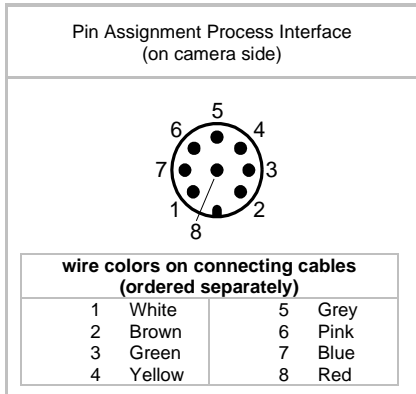 Pin Assignment Process Interface
(on camera side)
5
6 4
7 3
1 2
8
wire colors on connecting cables
(ordered separately)
1 White 5 Grey
2 Brown 6 Pink
3 Green 7 Blue
4 Yellow 8 Red